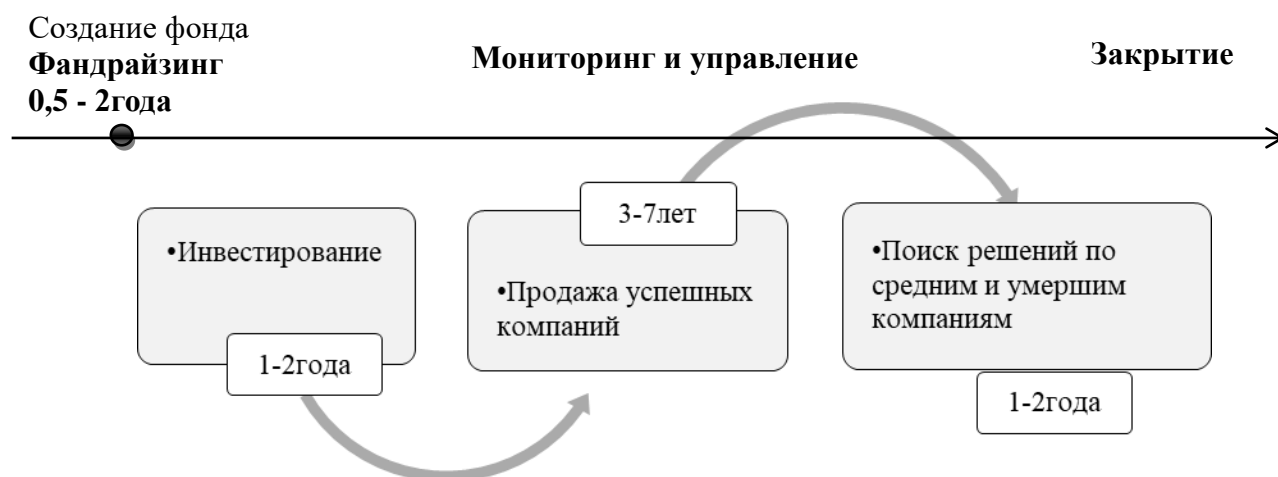 Создание фонда
Фандрайзинг
0,5 - 2года
Мониторинг и управление
Закрытие
•Инвестирование
1-2года
3-7лет
•Продажа успешных
компаний
•Поиск решений по
средним и умершим
компаниям
1-2года